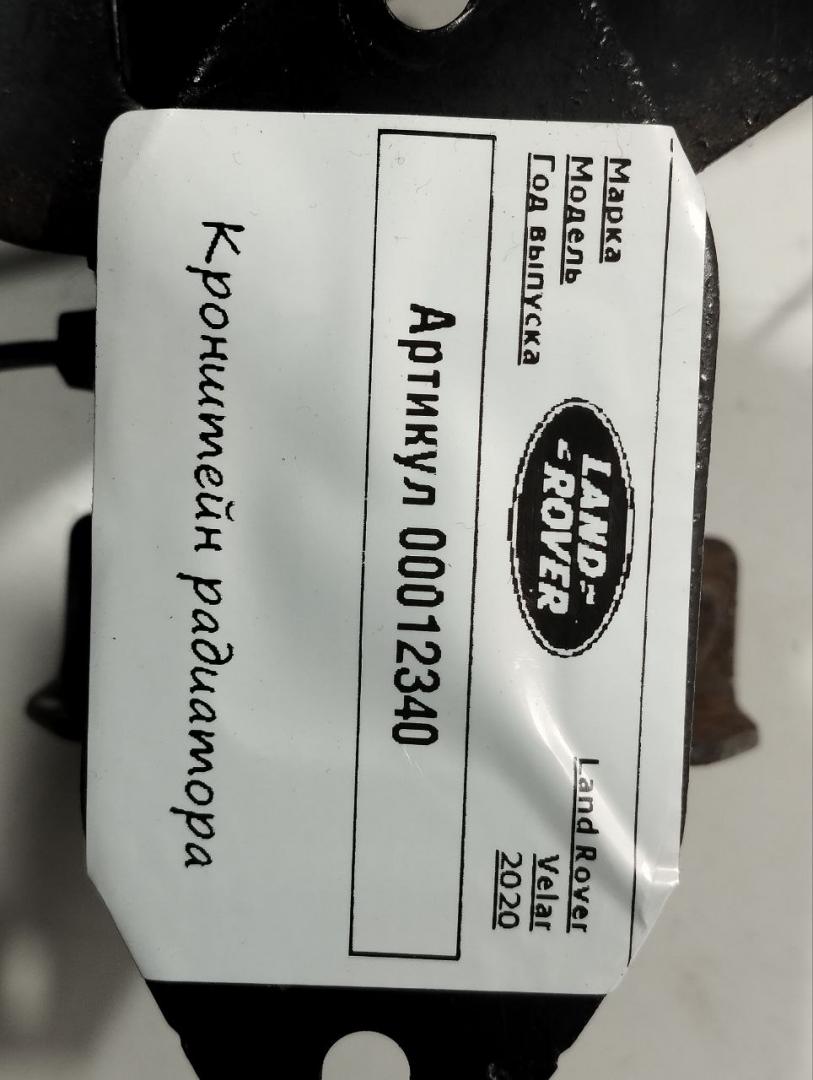 Марка Land Rover
Модель Velar
Год выпуска 2020
LAND
ROVER
Артикул 00012340
Кронштейн радиатора